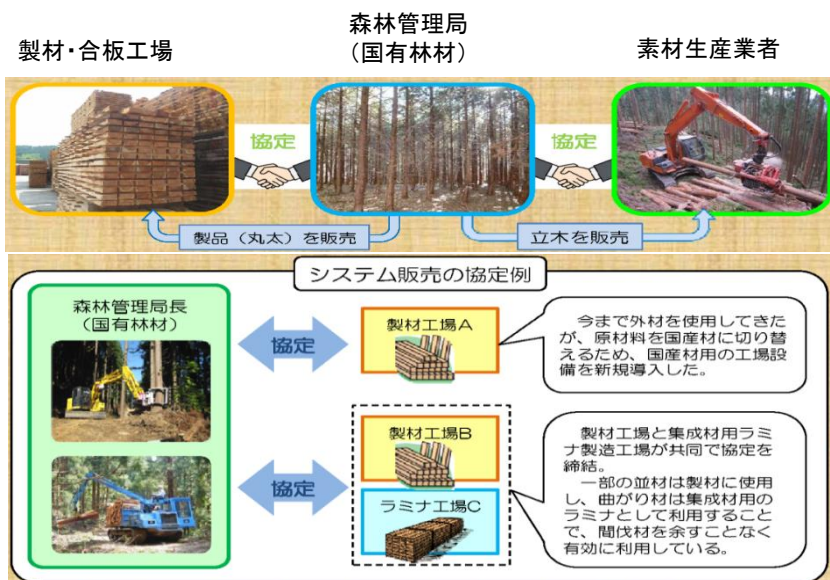 製材・合板工場
森林管理局
（国有林材）
素材生産業者
協定
協定
製品（丸太）を販売
立木を販売
システム販売の協定例
森林管理局長
（国有林材）
協定
製材工場A
今まで外材を使用してきた
が、原材料を国産材に切り替
えるため、国産材用の工場設
備を新規導入した。
協定
製材工場B
ラミナ工場C
製材工場と集成材用ラミ
ナ製造工場が共同で協定を
締結。
一部の並材は製材に使用
し、曲がり材は集成材用の
ラミナとして利用すること
で、間伐材を余すことなく
有効に利用している。